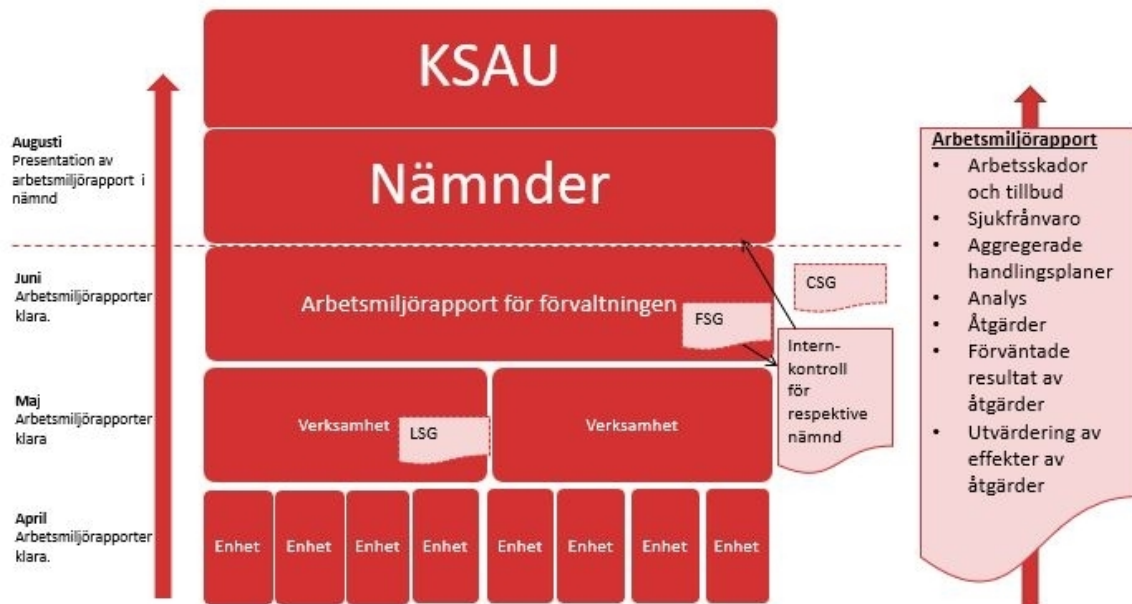 KSAU
Augusti
Presentation av
arbetsmiljörapport i
nämnd
Nämnder
Juni
Arbetsmiljörapporter
klara.
Arbetsmiljörapport för förvaltningen
FSG
CSG
Intern-
kontroll
för
respektive
nämnd
Maj
Arbetsmiljörapporter
klara
Verksamhet
LSG
Verksamhet
April
Arbetsmiljörapporter
klara.
Enhet
Enhet
Enhet
Enhet
Enhet
Enhet
Enhet
Enhet
Arbetsmiljörapport
• Arbetsskador
och tillbud
• Sjukfrånvaro
• Aggregerade
handlingsplaner
• Analys
• Åtgärder
• Förväntade
resultat av
åtgärder
• Utvärdering av
effekter av
åtgärder